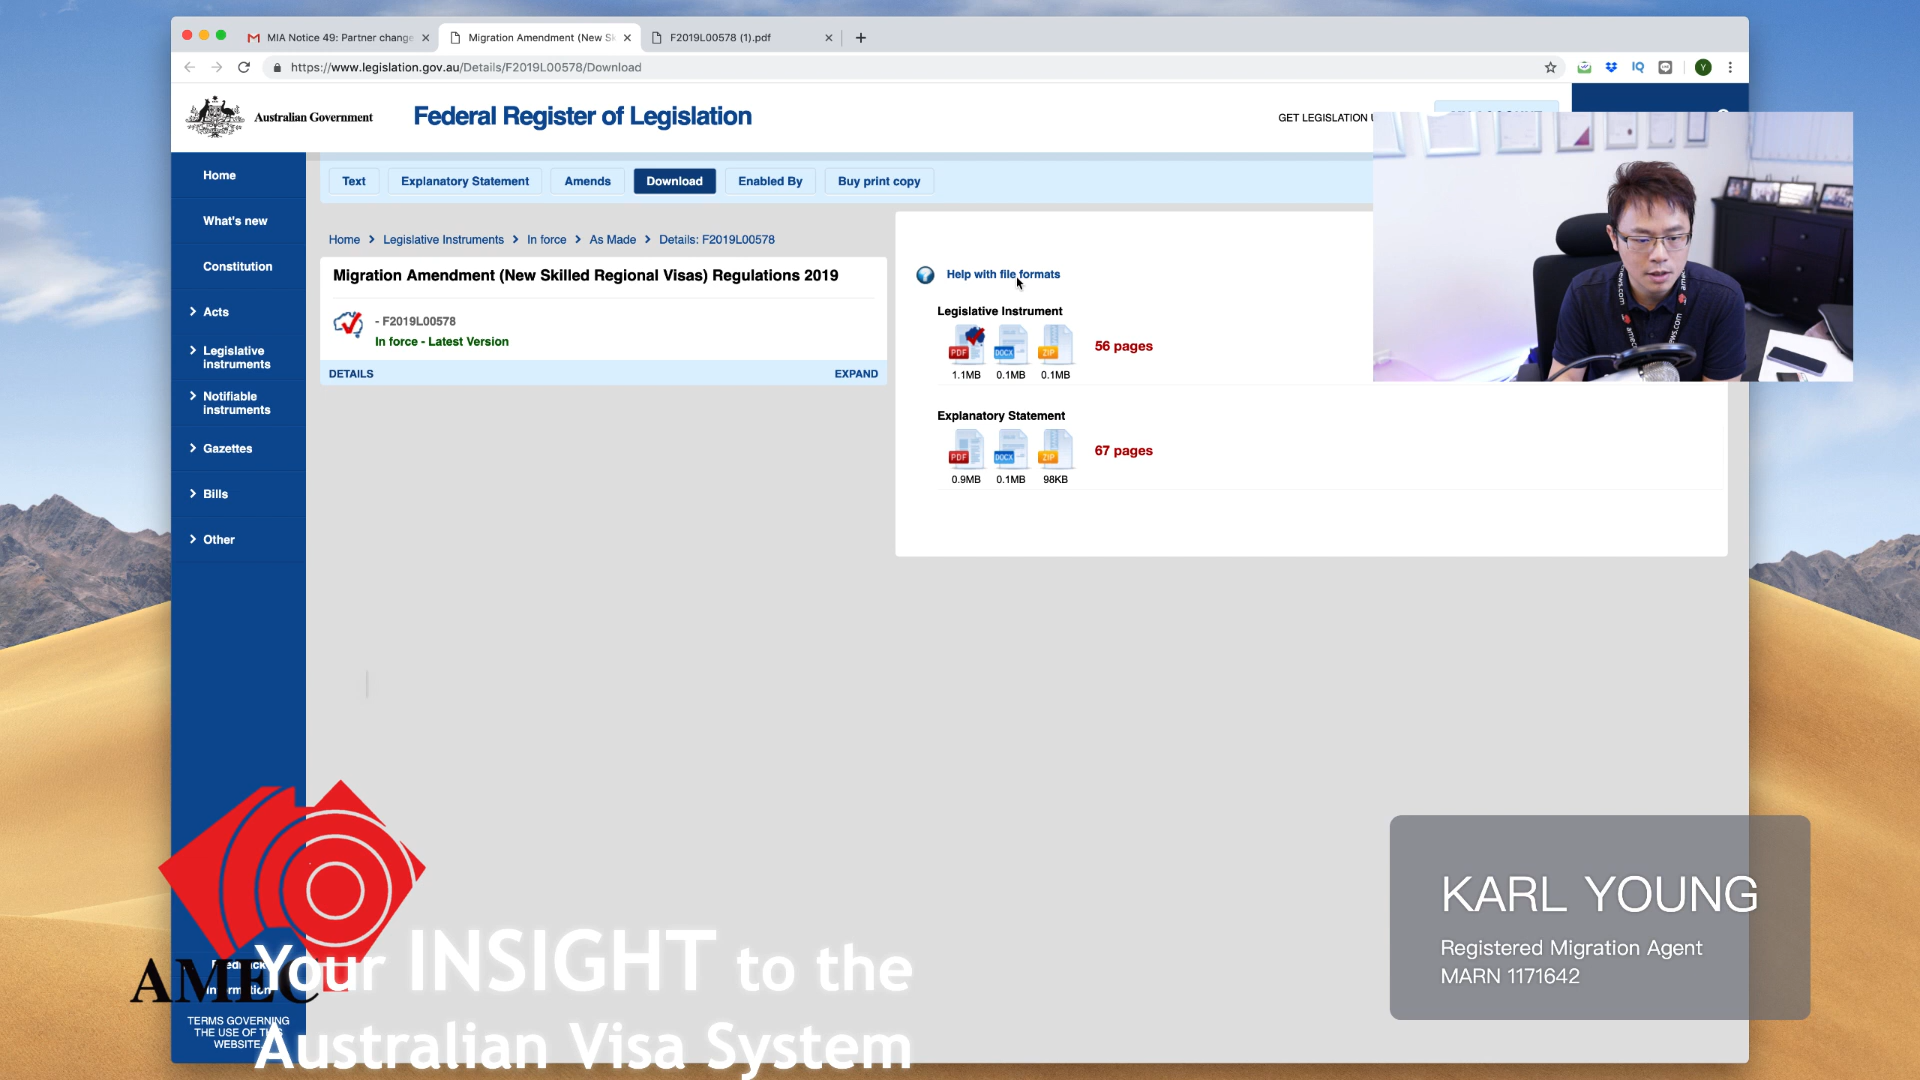 MIA Notice 49: Partner change
Migration Amendment (New Sk
F2019L00578 (1).pdf
https://www.legislation.gov.au/Details/F2019L00578/Download
IQ
Y
Australian Government
Federal Register of Legislation
GET LEGISLATION
Home
What's new
Constitution
Acts
Legislative
instruments
Notifiable
instruments
Gazettes
Bills
Other
TERMS GOVERNING
THE USE OF THIS
WEBSITE
Text
Explanatory Statement
Amends
Download
Enabled By
Buy print copy
Home > Legislative Instruments > In force > As Made > Details: F2019L00578
Migration Amendment (New Skilled Regional Visas) Regulations 2019
- F2019L00578
In force - Latest Version
DETAILS
EXPAND
Help with file formats
Legislative Instrument
PDF DOCX ZIP
56 pages
1.1MB 0.1MB 0.1MB
Explanatory Statement
PDF DOCX ZIP
67 pages
0.9MB 0.1MB 98KB
AMEC
Your INSIGHT to the
Australian Visa System
KARL YOUNG
Registered Migration Agent
MARN 1171642